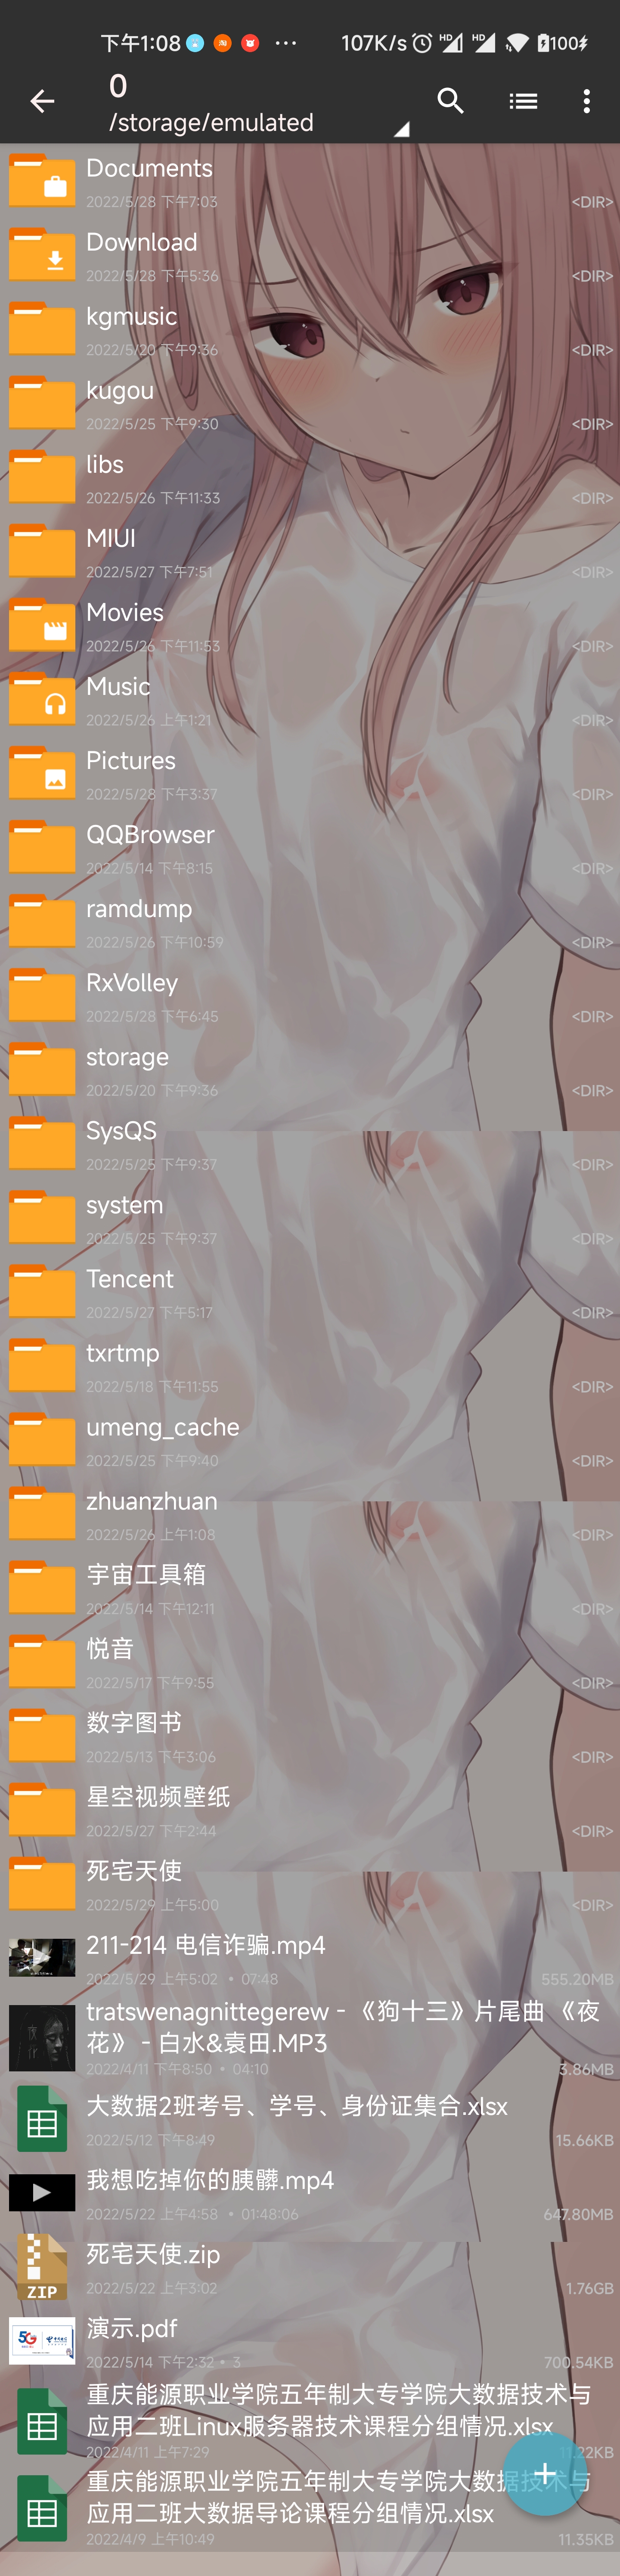 下午1:08
107K/s
HD
HD
100
0
/storage/emulated
Documents
2022/5/28 下午7:03
<DIR>
Download
2022/5/28 下午5:36
<DIR>
kgmusic
2022/5/20 下午9:36
<DIR>
kugou
2022/5/25 下午9:30
<DIR>
libs
2022/5/26 下午11:33
<DIR>
MIUI
2022/5/27 下午7:51
<DIR>
Movies
2022/5/26 下午11:53
<DIR>
Music
2022/5/26 上午1:21
<DIR>
Pictures
2022/5/28 下午3:37
<DIR>
QQBrowser
2022/5/14 下午8:15
<DIR>
ramdump
2022/5/26 下午10:59
<DIR>
RxVolley
2022/5/28 下午6:45
<DIR>
storage
2022/5/20 下午9:36
<DIR>
SysQS
2022/5/25 下午9:37
<DIR>
system
2022/5/25 下午9:37
<DIR>
Tencent
2022/5/27 下午5:17
<DIR>
txrtmp
2022/5/18 下午11:55
<DIR>
umeng_cache
2022/5/25 下午9:40
<DIR>
zhuanzhuan
2022/5/26 上午1:08
<DIR>
宇宙工具箱
2022/5/14 下午12:11
<DIR>
悦音
2022/5/17 下午9:55
<DIR>
数字图书
2022/5/13 下午3:06
<DIR>
星空视频壁纸
2022/5/27 下午2:44
<DIR>
死宅天使
2022/5/29 上午5:00
<DIR>
211-214 电信诈骗.mp4
2022/5/29 上午5:02 • 07:48
555.20MB
tratswenagnittegerew - 《狗十三》片尾曲 《夜
花》 - 白水&袁田.MP3
2022/4/11 下午8:50 • 04:10
3.86MB
大数据2班考号、学号、身份证集合.xlsx
2022/5/12 下午8:49
15.66KB
我想吃掉你的胰臟.mp4
2022/5/22 上午4:58 • 01:48:06
647.80MB
死宅天使.zip
ZIP
2022/5/22 上午3:02
1.76GB
演示.pdf
5G
2022/5/14 下午2:32 • 3
700.54KB
重庆能源职业学院五年制大专学院大数据技术与
应用二班Linux服务器技术课程分组情况.xlsx
2022/4/11 上午7:29
11.22KB
重庆能源职业学院五年制大专学院大数据技术与
应用二班大数据导论课程分组情况.xlsx
2022/4/9 上午10:49
11.35KB